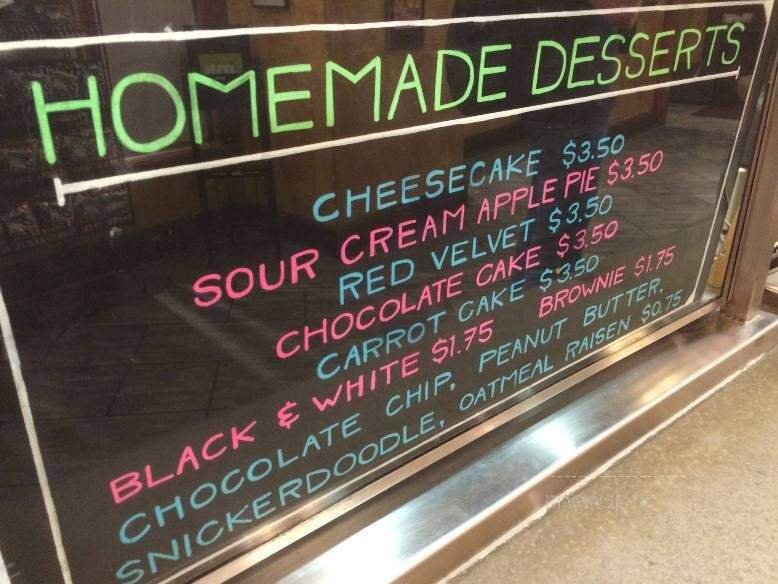 HOMEMADE DESSERTS
CHEESECAKE $3.50
SOUR CREAM APPLE PIE $3.50
RED VELVET $3.50
CHOCOLATE CAKE $3.50
CARROT CAKE $3.50
BLACK & WHITE $1.75 BROWNIE $1.75
CHOCOLATE CHIP, PEANUT BUTTER,
SNICKERDOODLE, OATMEAL RAISEN $0.75